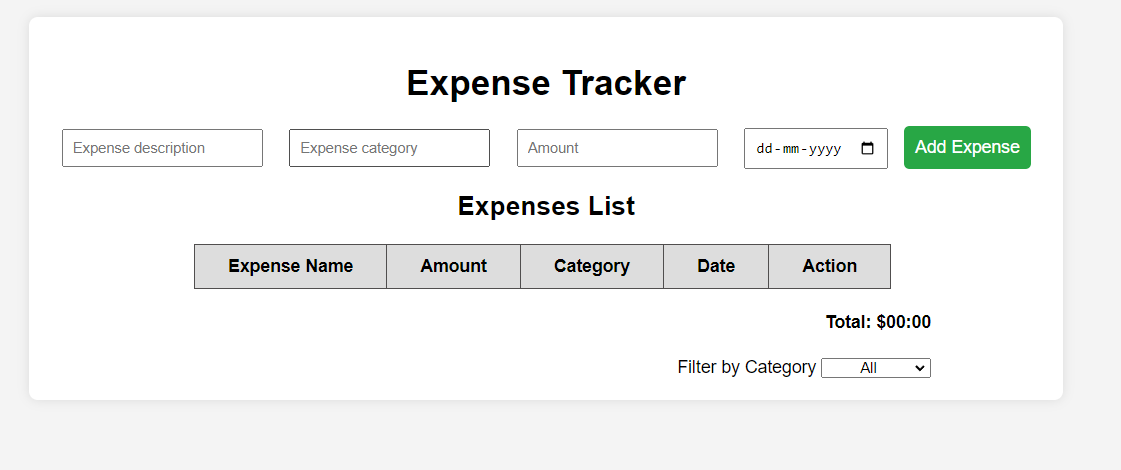 Expense Tracker
Expense description Expense category Amount dd-mm-yyyy Add Expense
Expenses List
Expense Name Amount Category Date Action
Total: $00:00
Filter by Category All